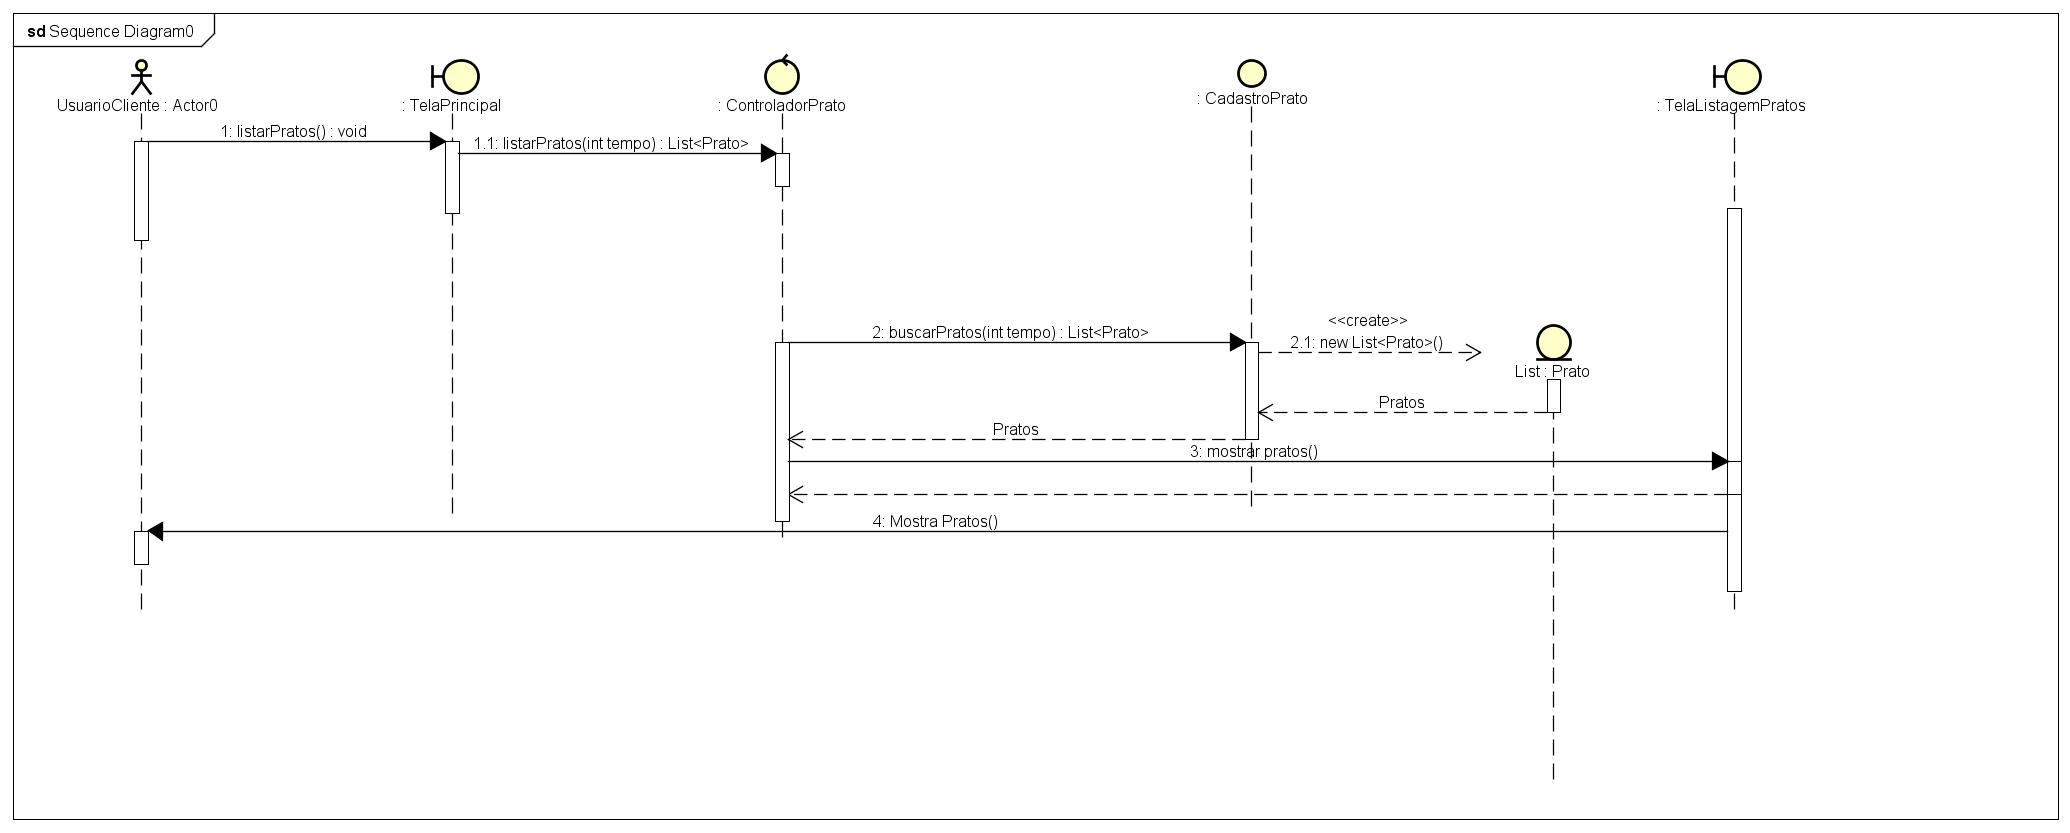 sd Sequence Diagram0
UsuarioCliente : Actor0
: TelaPrincipal
: ControladorPrato
: CadastroPrato
: TelaListagemPratos
1: listarPratos() : void
1.1: listarPratos(int tempo) : List<Prato>
<<create>>
2: buscarPratos(int tempo) : List<Prato>
2.1: new List<Prato>()
List : Prato
Pratos
Pratos
3: mostrar pratos()
4: Mostra Pratos()